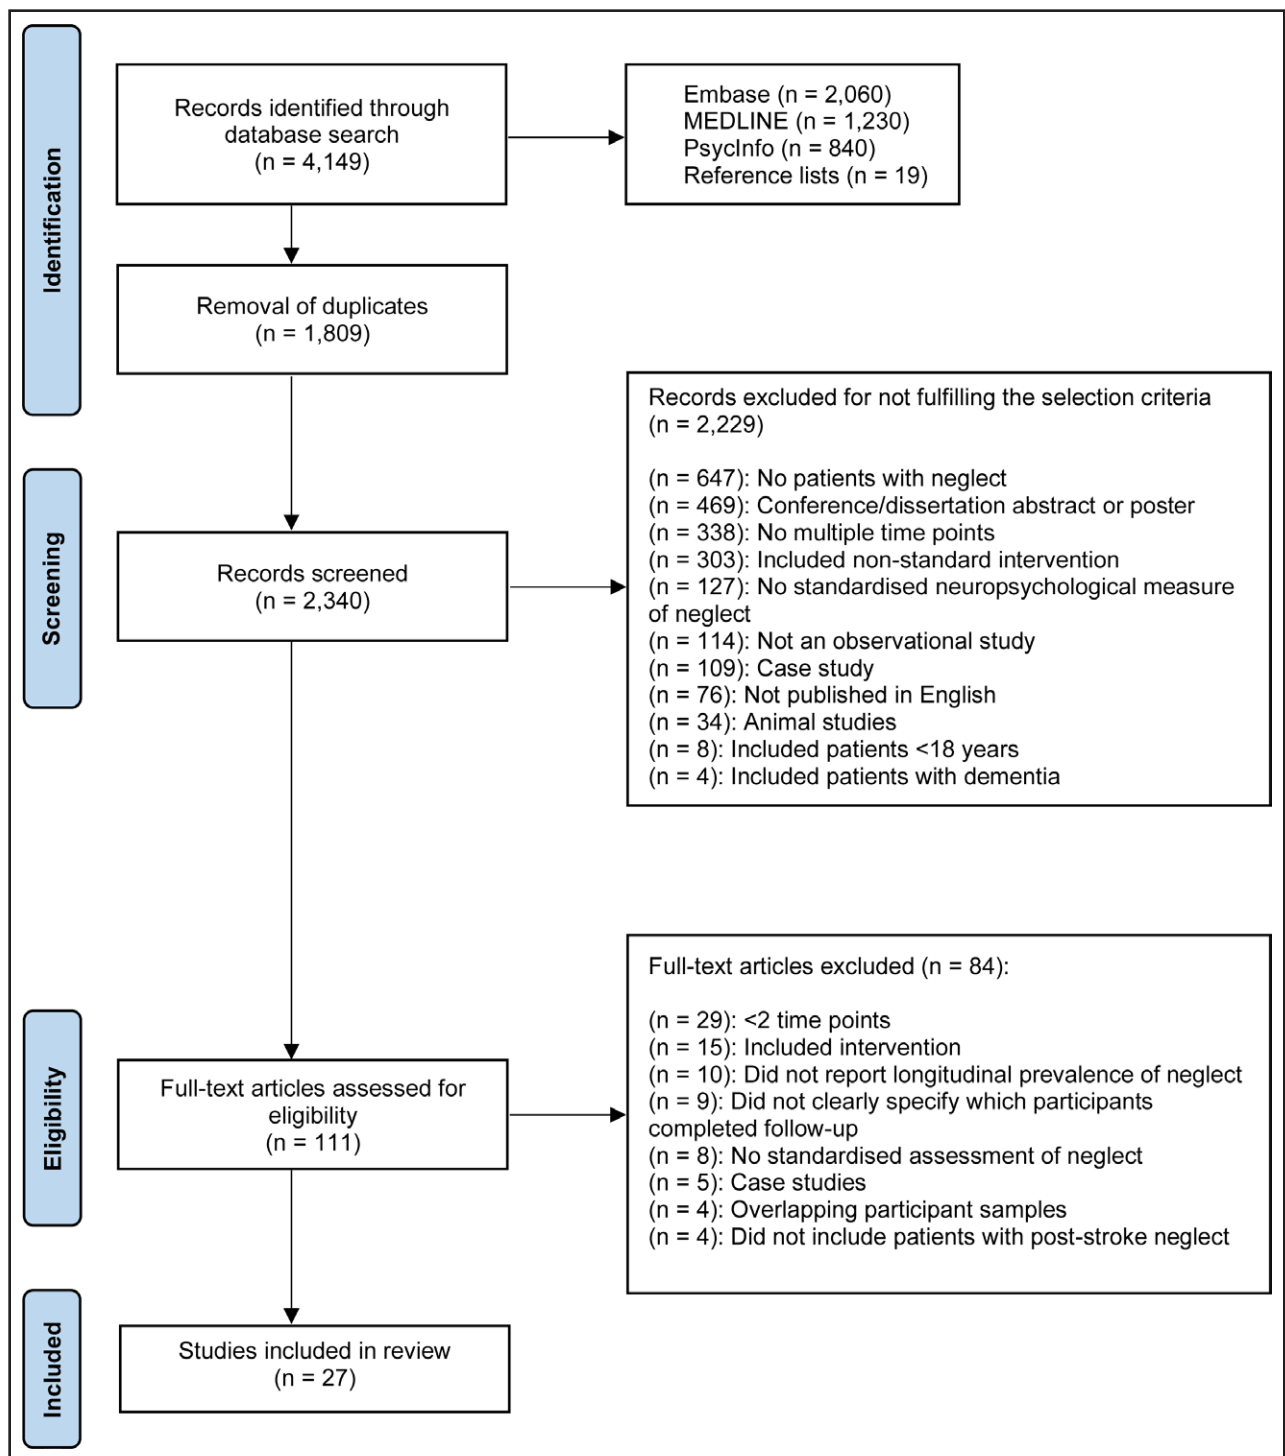 Identification
Records identified through
database search
(n = 4,149)
Embase (n = 2,060)
MEDLINE (n = 1,230)
PsycInfo (n = 840)
Reference lists (n = 19)
Removal of duplicates
(n = 1,809)
Screening
Records screened
(n = 2,340)
Records excluded for not fulfilling the selection criteria
(n = 2,229)
(n = 647): No patients with neglect
(n = 469): Conference/dissertation abstract or poster
(n = 338): No multiple time points
(n = 303): Included non-standard intervention
(n = 127): No standardised neuropsychological measure
of neglect
(n = 114): Not an observational study
(n = 109): Case study
(n = 76): Not published in English
(n = 34): Animal studies
(n = 8): Included patients <18 years
(n = 4): Included patients with dementia
Eligibility
Full-text articles assessed for
eligibility
(n = 111)
Full-text articles excluded (n = 84):
(n = 29): <2 time points
(n = 15): Included intervention
(n = 10): Did not report longitudinal prevalence of neglect
(n = 9): Did not clearly specify which participants
completed follow-up
(n = 8): No standardised assessment of neglect
(n = 5): Case studies
(n = 4): Overlapping participant samples
(n = 4): Did not include patients with post-stroke neglect
Included
Studies included in review
(n = 27)